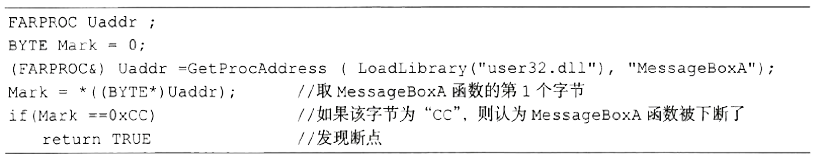 FARPROC Uaddr ;
BYTE Mark = 0;
(FARPROC&) Uaddr =GetProcAddress ( LoadLibrary("user32.dll"), "MessageBoxA");
Mark = *((BYTE*)Uaddr); //取 MessageBoxA 函数的第 1 个字节
if(Mark ==0xCC) //如果该字节为“CC”，则认为 MessageBoxA 函数被下断了
return TRUE //发现断点